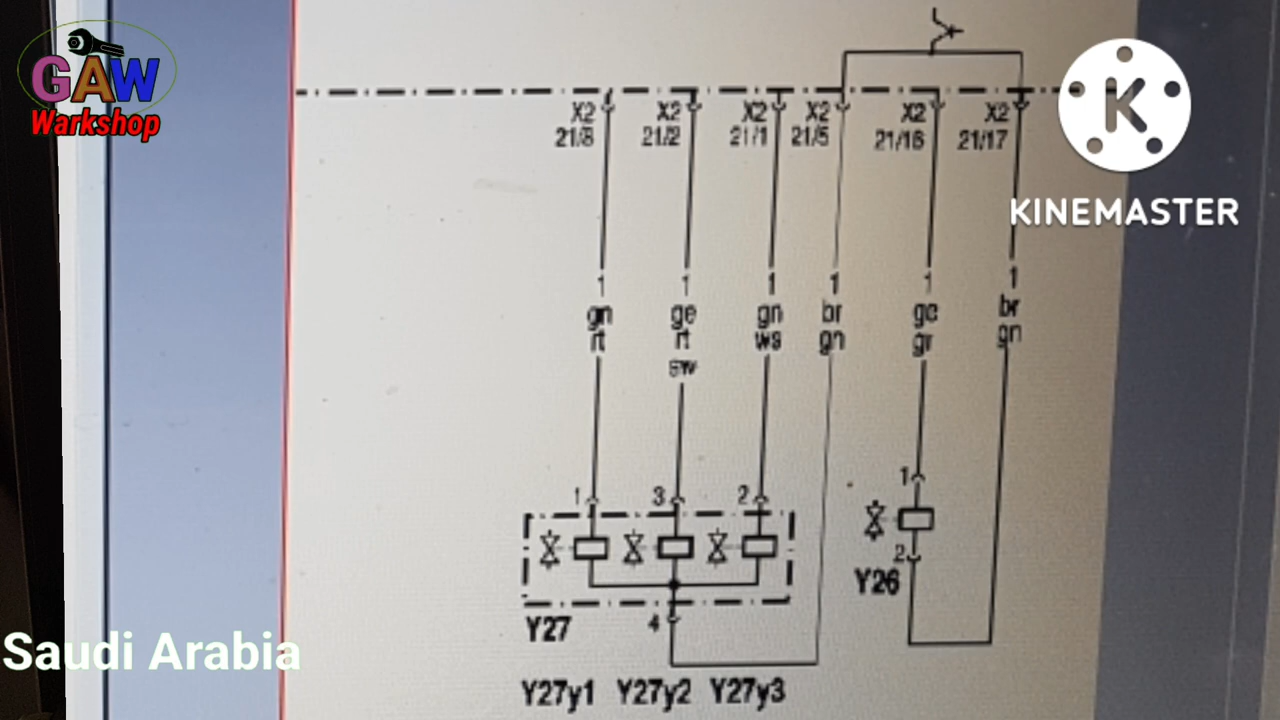 GAW
Warkshop
KINEMASTER
X2 X2 X2 X2 X2 X2
21/8 21/2 21/1 21/5 21/16 21/17
1 1 1 1 1 1
gn ge gn br ge br
rt rt ws gn gr gn
sw
1 3 2 1
2
Y26
Y27 4
Saudi Arabia
Y27y1 Y27y2 Y27y3